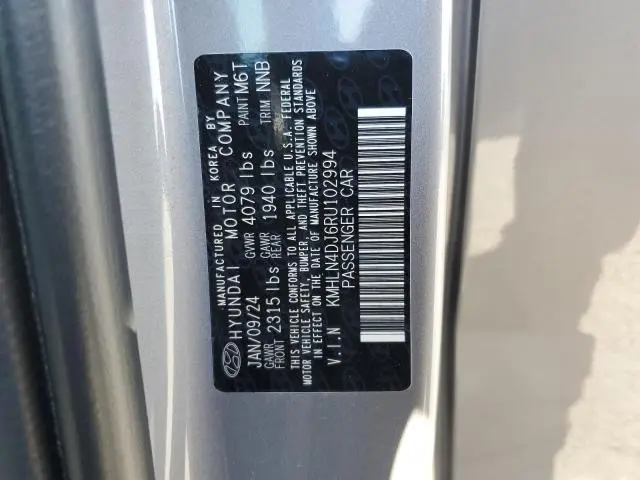 MANUFACTURED IN KOREA BY
HYUNDAI MOTOR COMPANY
JAN/09/24 GVWR 4079 lbs PAINT M6T
GAWR FRONT 2315 lbs GAWR REAR 1940 lbs TRIM NNB
THIS VEHICLE CONFORMS TO ALL APPLICABLE U.S.A. FEDERAL
MOTOR VEHICLE SAFETY, BUMPER, AND THEFT PREVENTION STANDARDS
IN EFFECT ON THE DATE OF MANUFACTURE SHOWN ABOVE
V.I.N KMHLN4DJ6RU102994
PASSENGER CAR